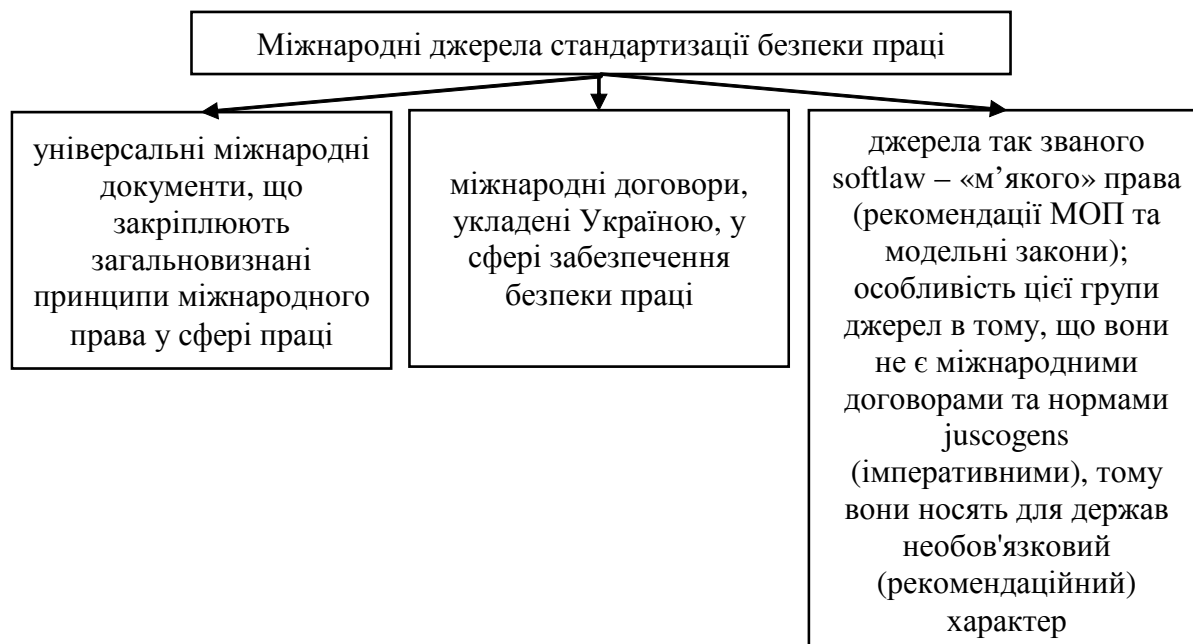 Міжнародні джерела стандартизації безпеки праці
універсальні міжнародні
документи, що
закріплюють
загальновизнані
принципи міжнародного
права у сфері праці
міжнародні договори,
укладені Україною, у
сфері забезпечення
безпеки праці
джерела так званого
softlaw – «м’якого» права
(рекомендації МОП та
модельні закони);
особливість цієї групи
джерел в тому, що вони
не є міжнародними
договорами та нормами
juscogens
(імперативними), тому
вони носять для держав
необов'язковий
(рекомендаційний)
характер